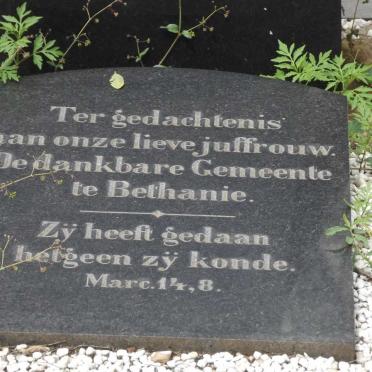 Ter gedachtenis
aan onze lieve juffrouw.
De dankbare Gemeente
te Bethanie.
Zÿ heeft gedaan
hetgeen zÿ konde.
Marc. 14, 8.